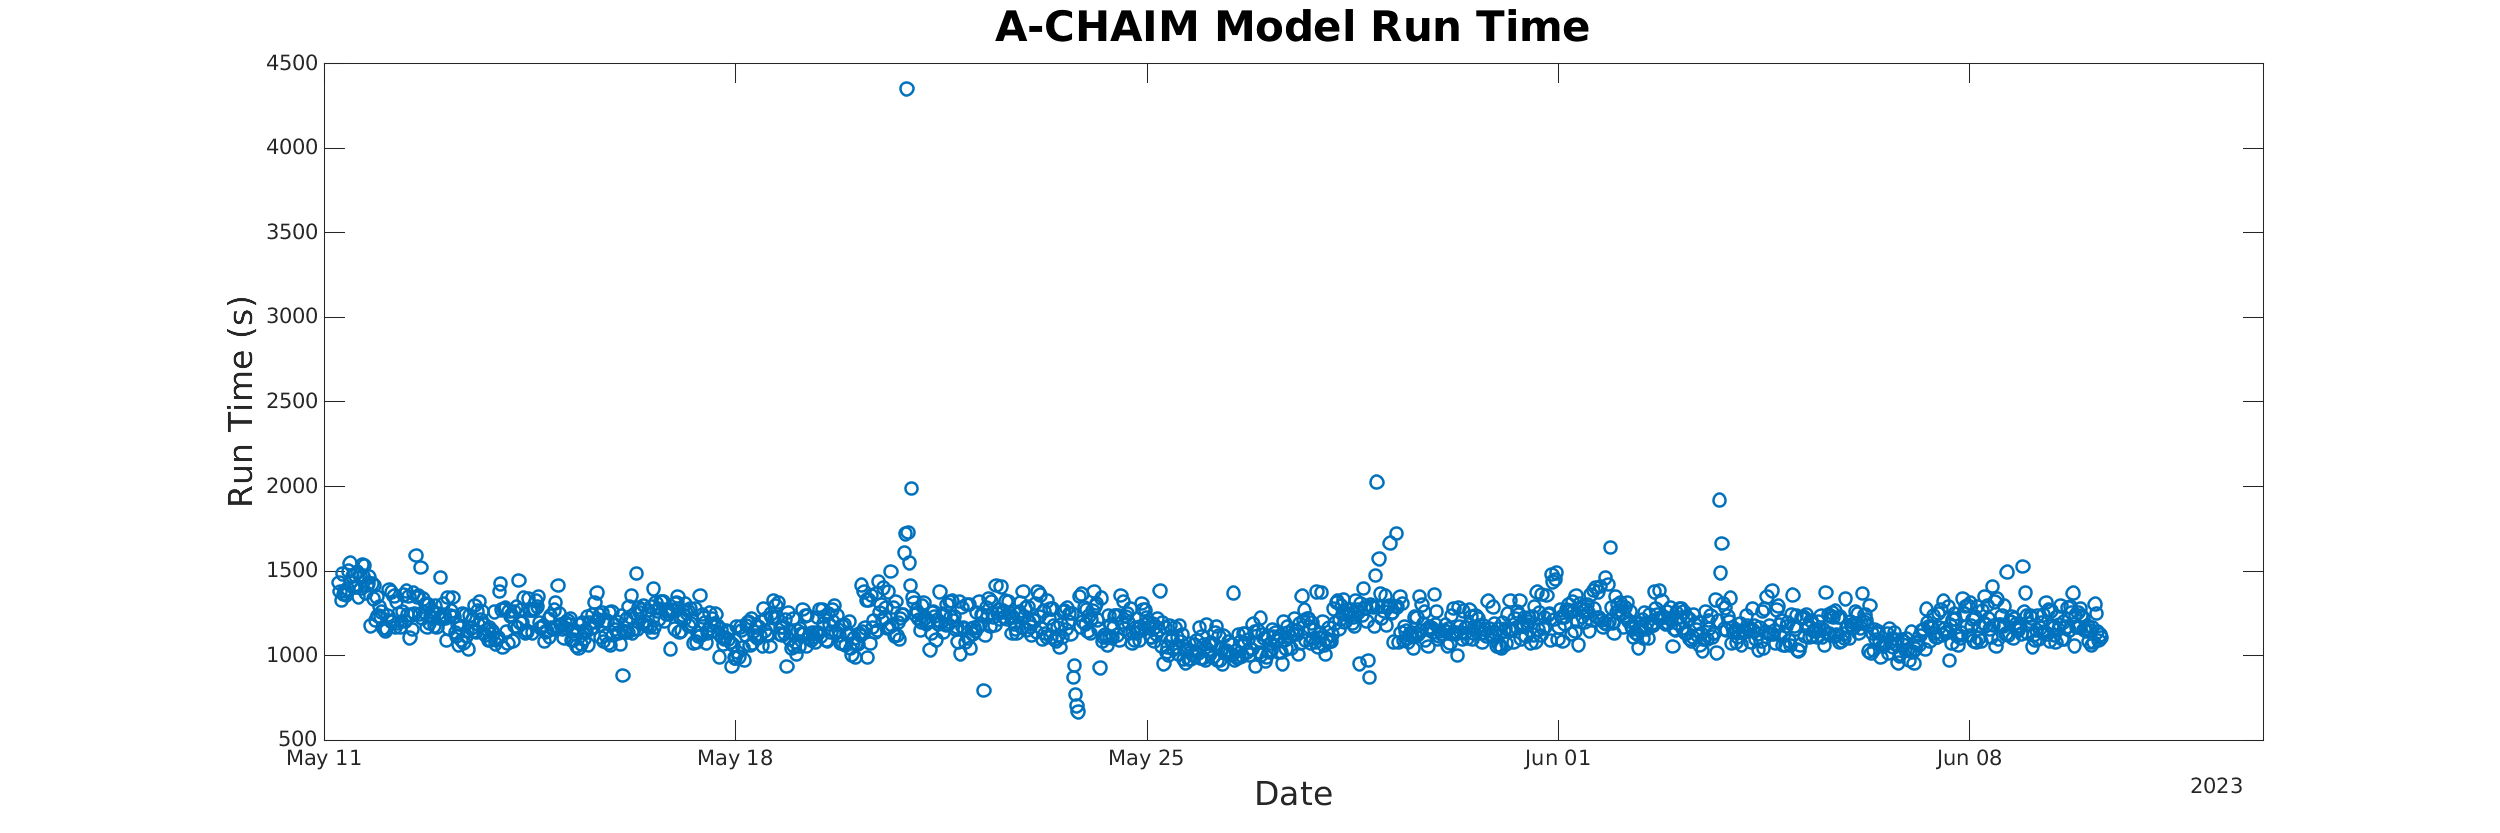 A-CHAIM Model Run Time
4500
4000
3500
3000
2500
2000
1500
1000
500
Run Time (s)
May 11
May 18
May 25
Jun 01
Jun 08
2023
Date